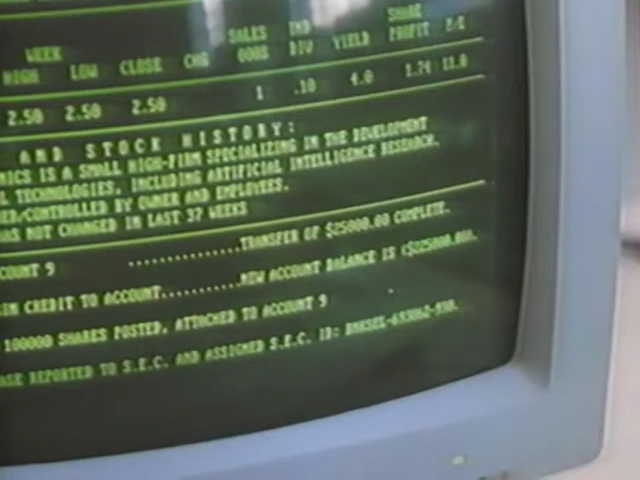 WEEK SALES IND SHARE
HIGH LOW CLOSE CHG 000S DIV YIELD PROFIT P/E
2.50 2.50 2.50 1 .10 4.0 1.74 11.0
AND STOCK HISTORY:
NICS IS A SMALL HIGH-FIRM SPECIALIZING IN THE DEVELOPMENT
L TECHNOLOGIES, INCLUDING ARTIFICIAL INTELLIGENCE RESEARCH.
ED/CONTROLLED BY OWNER AND EMPLOYEES.
AS NOT CHANGED IN LAST 37 WEEKS
COUNT 9 ..............TRANSFER OF $25000.00 COMPLETE.
GIN CREDIT TO ACCOUNT..........NEW ACCOUNT BALANCE IS
100000 SHARES POSTED, ATTACHED TO ACCOUNT 9
ASE REPORTED TO S.E.C. AND ASSIGNED S.E.C. ID: